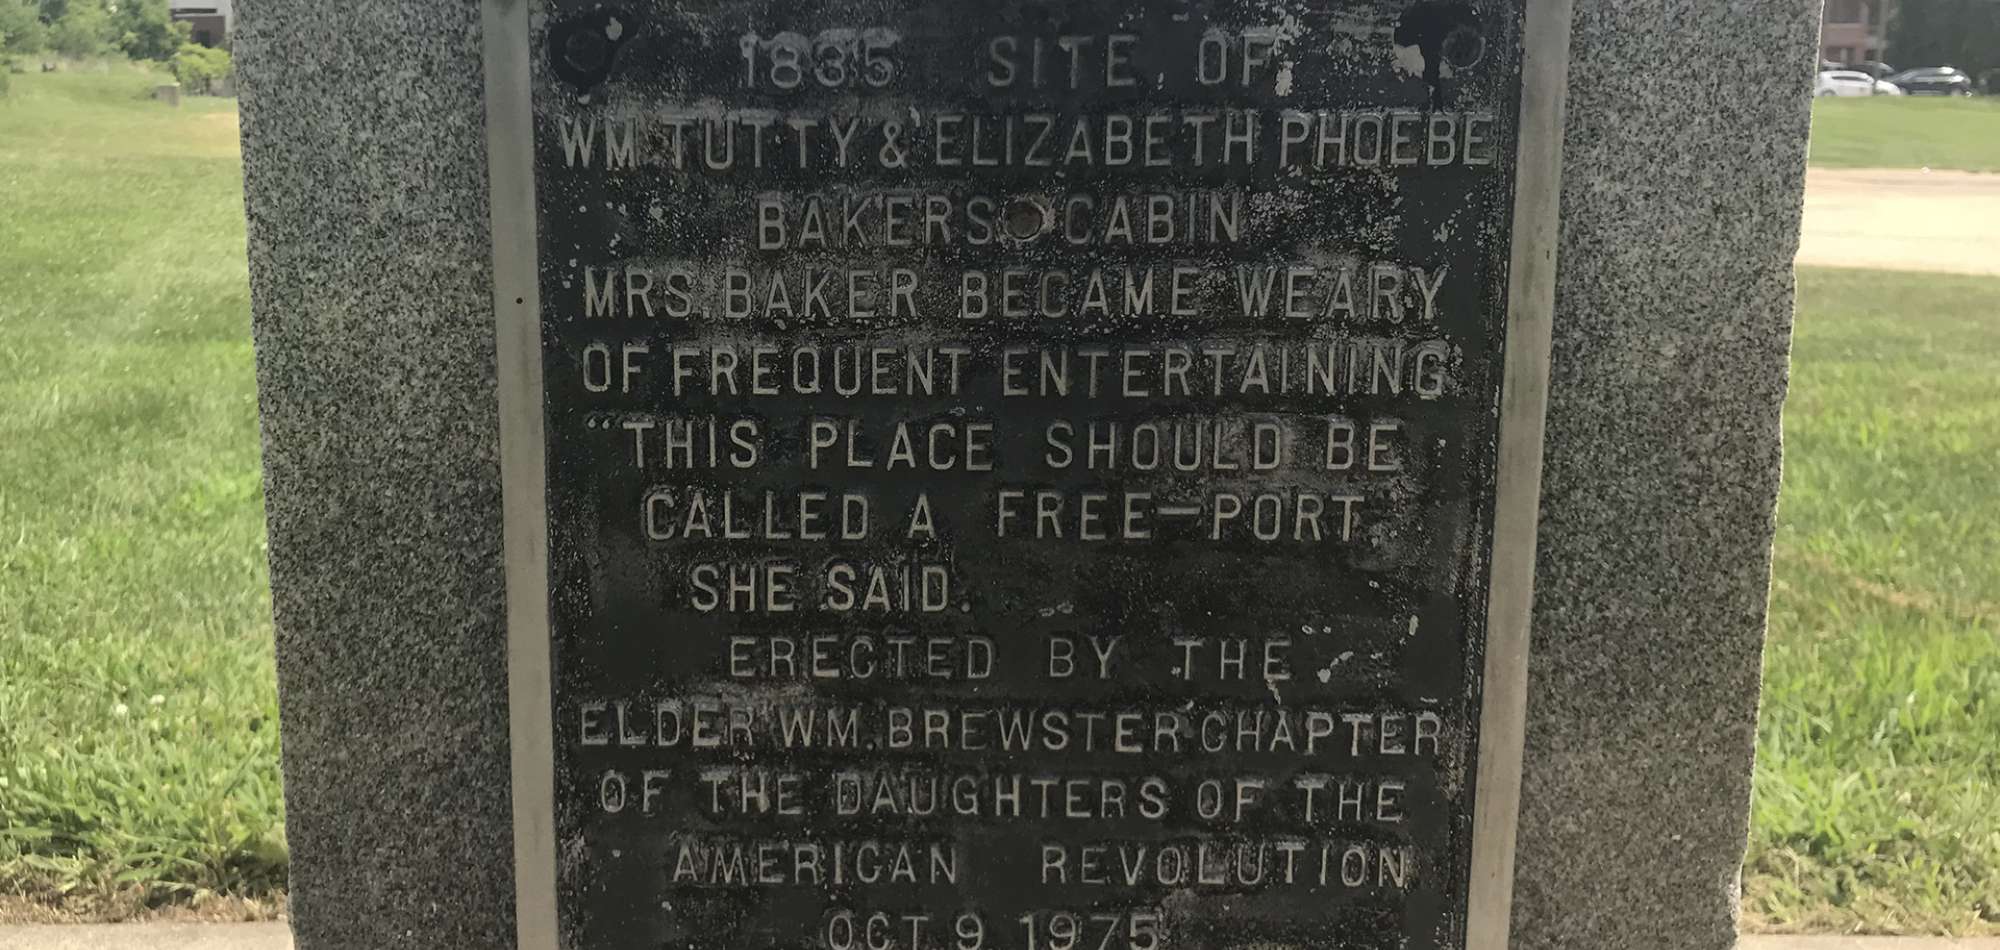 1835 SITE OF
WM. TUTTY & ELIZABETH PHOEBE
BAKERS CABIN
MRS. BAKER BECAME WEARY
OF FREQUENT ENTERTAINING
"THIS PLACE SHOULD BE
CALLED A FREE-PORT"
SHE SAID.
ERECTED BY THE
ELDER WM. BREWSTER CHAPTER
OF THE DAUGHTERS OF THE
AMERICAN REVOLUTION
OCT 9 1975